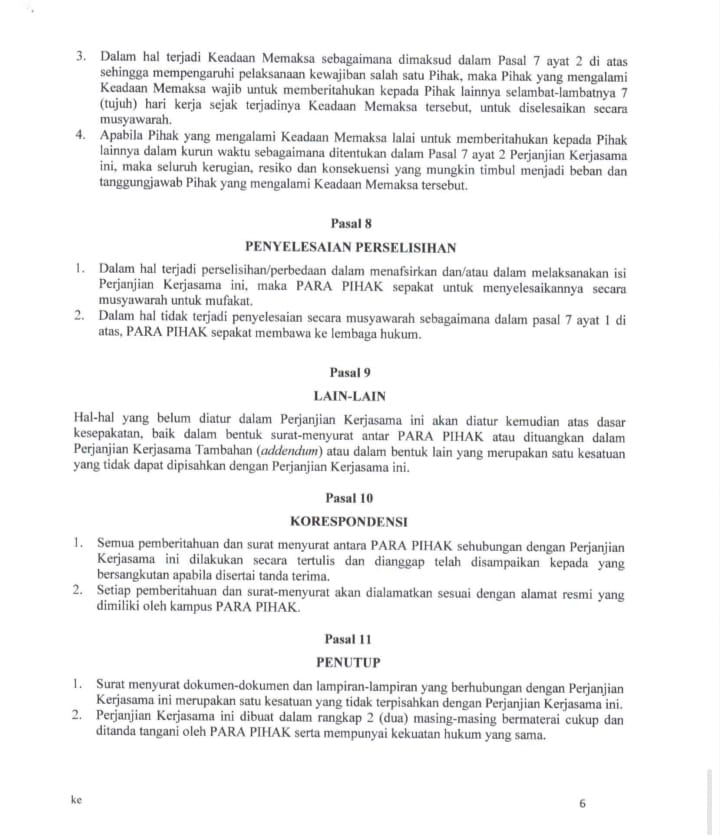 3. Dalam hal terjadi Keadaan Memaksa sebagaimana dimaksud dalam Pasal 7 ayat 2 di atas
sehingga mempengaruhi pelaksanaan kewajiban salah satu Pihak, maka Pihak yang mengalami
Keadaan Memaksa wajib untuk memberitahukan kepada Pihak lainnya selambat-lambatnya 7
(tujuh) hari kerja sejak terjadinya Keadaan Memaksa tersebut, untuk diselesaikan secara
musyawarah.
4. Apabila Pihak yang mengalami Keadaan Memaksa lalai untuk memberitahukan kepada Pihak
lainnya dalam kurun waktu sebagaimana ditentukan dalam Pasal 7 ayat 2 Perjanjian Kerjasama
ini, maka seluruh kerugian, resiko dan konsekuensi yang mungkin timbul menjadi beban dan
tanggungjawab Pihak yang mengalami Keadaan Memaksa tersebut.
Pasal 8
PENYELESAIAN PERSELISIHAN
1. Dalam hal terjadi perselisihan/perbedaan dalam menafsirkan dan/atau dalam melaksanakan isi
Perjanjian Kerjasama ini, maka PARA PIHAK sepakat untuk menyelesaikannya secara
musyawarah untuk mufakat.
2. Dalam hal tidak terjadi penyelesaian secara musyawarah sebagaimana dalam pasal 7 ayat 1 di
atas, PARA PIHAK sepakat membawa ke lembaga hukum.
Pasal 9
LAIN-LAIN
Hal-hal yang belum diatur dalam Perjanjian Kerjasama ini akan diatur kemudian atas dasar
kesepakatan, baik dalam bentuk surat-menyurat antar PARA PIHAK atau dituangkan dalam
Perjanjian Kerjasama Tambahan (addendum) atau dalam bentuk lain yang merupakan satu kesatuan
yang tidak dapat dipisahkan dengan Perjanjian Kerjasama ini.
Pasal 10
KORESPONDENSI
1. Semua pemberitahuan dan surat menyurat antara PARA PIHAK sehubungan dengan Perjanjian
Kerjasama ini dilakukan secara tertulis dan dianggap telah disampaikan kepada yang
bersangkutan apabila disertai tanda terima.
2. Setiap pemberitahuan dan surat-menyurat akan dialamatkan sesuai dengan alamat resmi yang
dimiliki oleh kampus PARA PIHAK.
Pasal 11
PENUTUP
1. Surat menyurat dokumen-dokumen dan lampiran-lampiran yang berhubungan dengan Perjanjian
Kerjasama ini merupakan satu kesatuan yang tidak terpisahkan dengan Perjanjian Kerjasama ini.
2. Perjanjian Kerjasama ini dibuat dalam rangkap 2 (dua) masing-masing bermaterai cukup dan
ditanda tangani oleh PARA PIHAK serta mempunyai kekuatan hukum yang sama.
ke
6